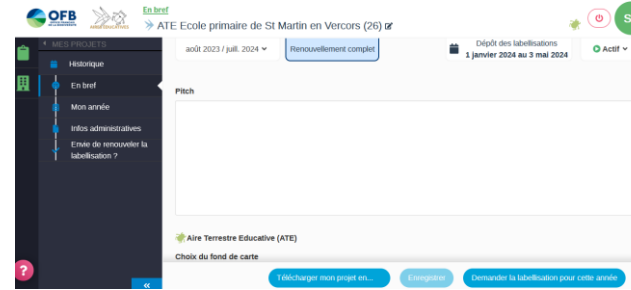 OFB
En bref
ATE Ecole primaire de St Martin en Vercors (26)
S
MES PROJETS
Historique
En bref
Mon année
Infos administratives
Envie de renouveler la
labellisation ?
août 2023 / juil. 2024
Renouvellement complet
Dépôt des labellisations
1 janvier 2024 au 3 mai 2024
Actif
Pitch
Aire Terrestre Educative (ATE)
Choix du fond de carte
?
«
Télécharger mon projet en...
Enregistrer
Demander la labellisation pour cette année